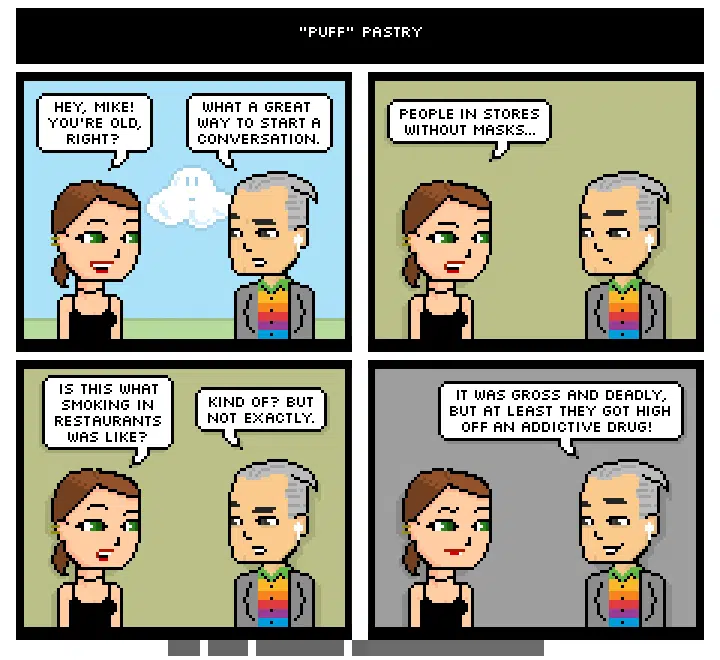 "PUFF" PASTRY
HEY, MIKE!
YOU'RE OLD,
RIGHT?
WHAT A GREAT
WAY TO START A
CONVERSATION.
PEOPLE IN STORES
WITHOUT MASKS...
IS THIS WHAT
SMOKING IN
RESTAURANTS
WAS LIKE?
KIND OF? BUT
NOT EXACTLY.
IT WAS GROSS AND DEADLY,
BUT AT LEAST THEY GOT HIGH
OFF AN ADDICTIVE DRUG!